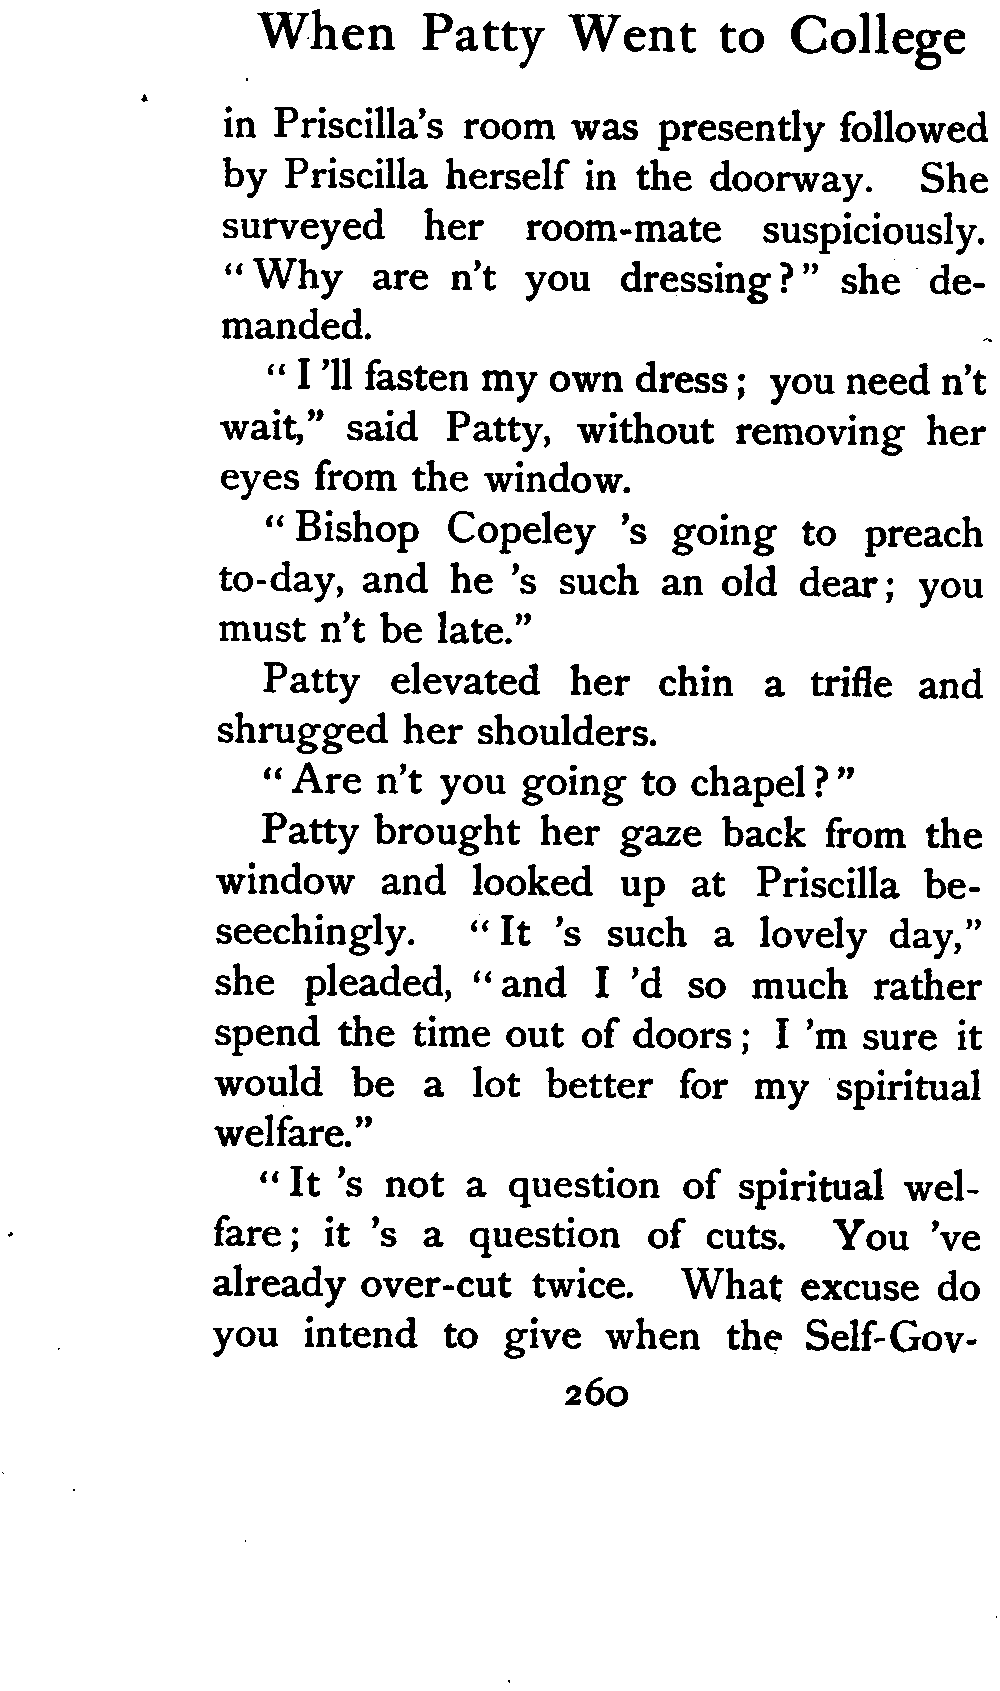 When Patty Went to College
in Priscilla's room was presently followed
by Priscilla herself in the doorway. She
surveyed her room-mate suspiciously.
"Why are n't you dressing?" she de-
manded.
"I 'll fasten my own dress; you need n't
wait," said Patty, without removing her
eyes from the window.
"Bishop Copeley 's going to preach
to-day, and he 's such an old dear; you
must n't be late."
Patty elevated her chin a trifle and
shrugged her shoulders.
"Are n't you going to chapel?"
Patty brought her gaze back from the
window and looked up at Priscilla be-
seechingly. "It 's such a lovely day,"
she pleaded, "and I 'd so much rather
spend the time out of doors; I 'm sure it
would be a lot better for my spiritual
welfare."
"It 's not a question of spiritual wel-
fare; it 's a question of cuts. You 've
already over-cut twice. What excuse do
you intend to give when the Self-Gov-
260